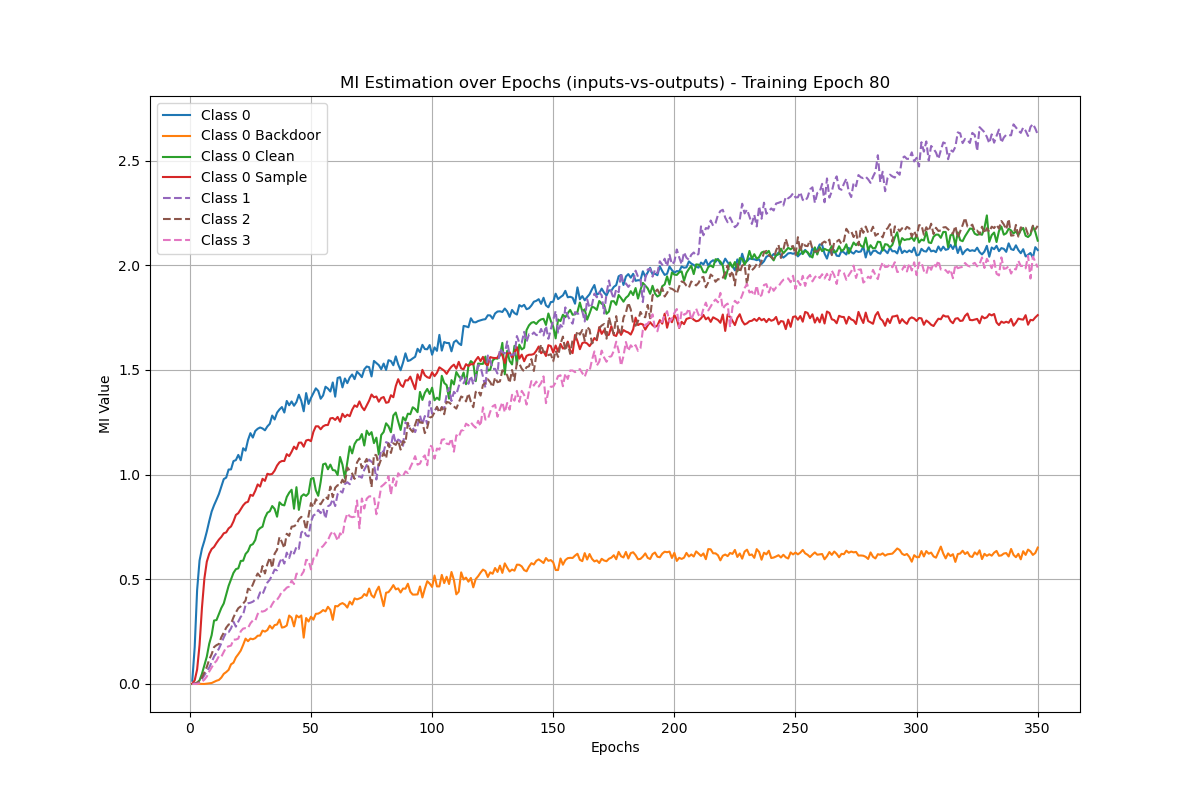 MI Estimation over Epochs (inputs-vs-outputs) - Training Epoch 80
Class 0
Class 0 Backdoor
Class 0 Clean
Class 0 Sample
Class 1
Class 2
Class 3
MI Value
2.5
2.0
1.5
1.0
0.5
0.0
0 50 100 150 200 250 300 350
Epochs